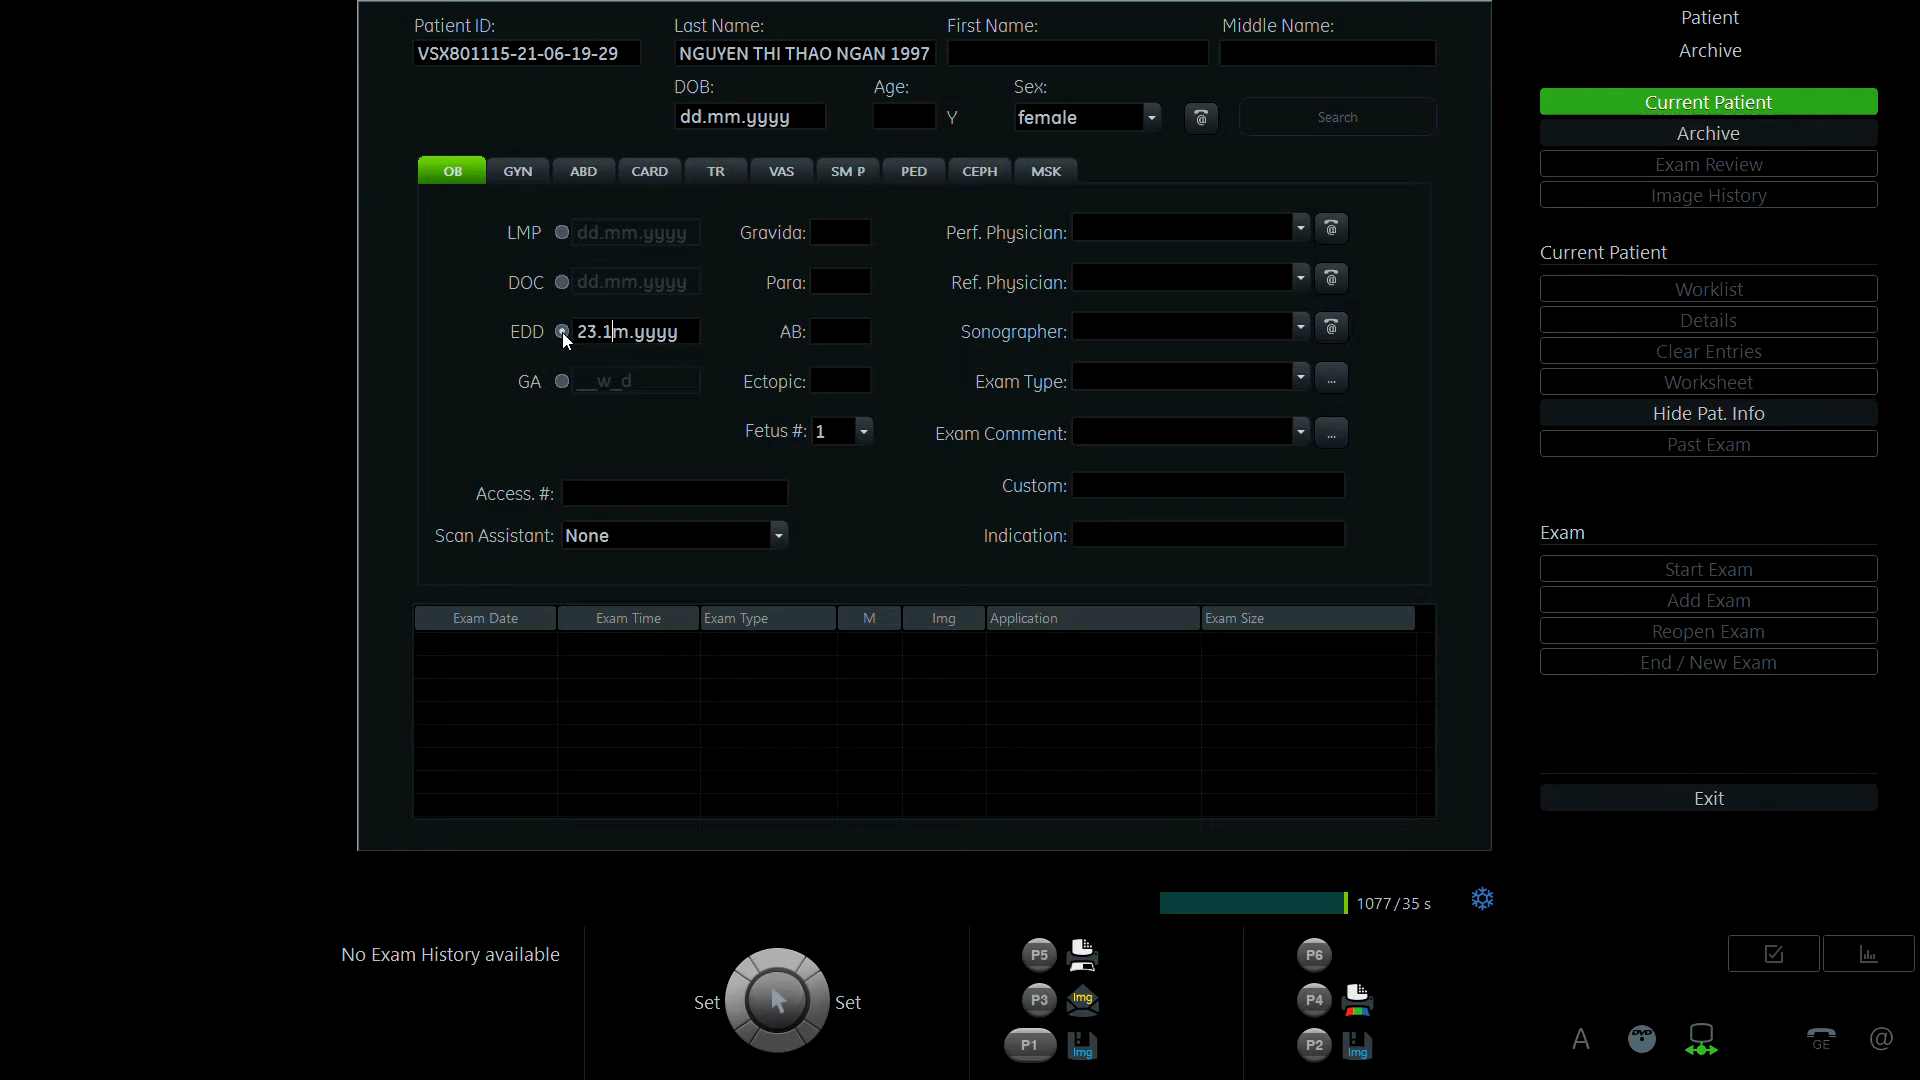 Patient ID: Last Name: First Name: Middle Name:
VSX801115-21-06-19-29 NGUYEN THI THAO NGAN 1997
DOB: Age: Sex:
dd.mm.yyyy Y female @ Search
OB GYN ABD CARD TR VAS SM P PED CEPH MSK
LMP dd.mm.yyyy Gravida: Perf. Physician: @
DOC dd.mm.yyyy Para: Ref. Physician: @
EDD 23.1m.yyyy AB: Sonographer: @
GA __w_d Ectopic: Exam Type: ...
Fetus #: 1 Exam Comment: ...
Access. #: Custom:
Scan Assistant: None Indication:
Exam Date Exam Time Exam Type M Img Application Exam Size
1077/35 s
No Exam History available
Set Set
P5 P6
P3 Img P4
P1 Img P2 Img
Patient
Archive
Current Patient
Archive
Exam Review
Image History
Current Patient
Worklist
Details
Clear Entries
Worksheet
Hide Pat. Info
Past Exam
Exam
Start Exam
Add Exam
Reopen Exam
End / New Exam
Exit
A DVD GE @